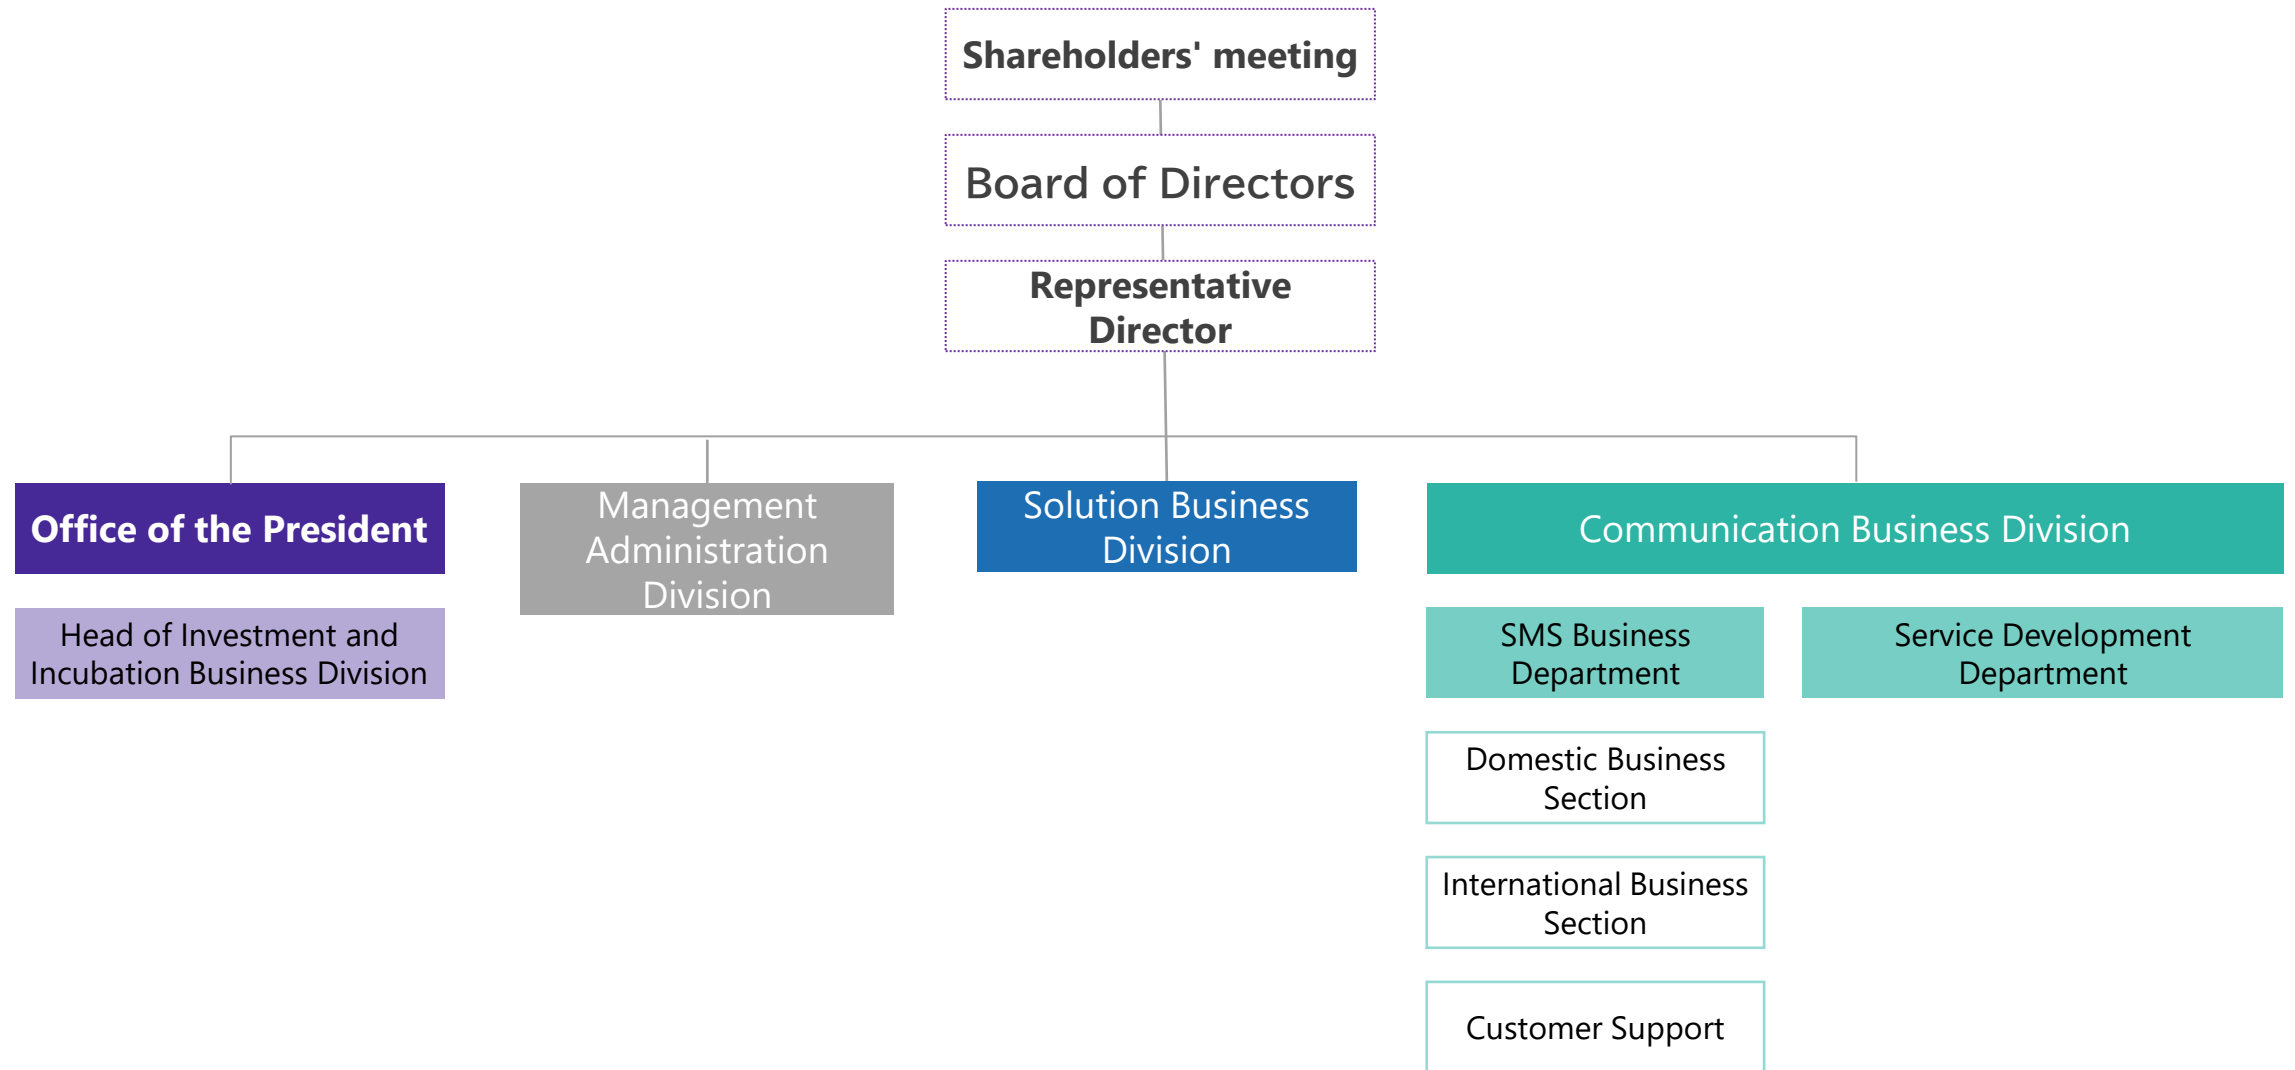 Shareholders' meeting
Board of Directors
Representative
Director
Office of the President
Management
Administration
Division
Solution Business
Division
Communication Business Division
Head of Investment and
Incubation Business Division
SMS Business
Department
Service Development
Department
Domestic Business
Section
International Business
Section
Customer Support